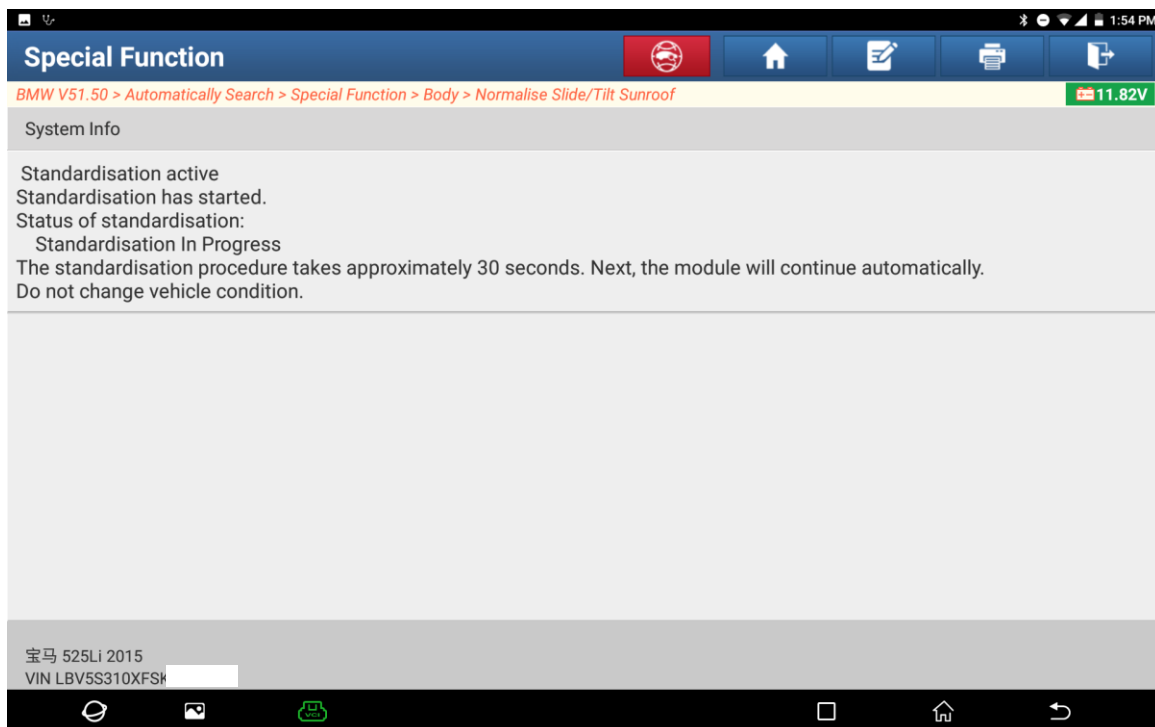 1:54 PM
Special Function
BMW V51.50 > Automatically Search > Special Function > Body > Normalise Slide/Tilt Sunroof
11.82V
System Info
Standardisation active
Standardisation has started.
Status of standardisation:
Standardisation In Progress
The standardisation procedure takes approximately 30 seconds. Next, the module will continue automatically.
Do not change vehicle condition.
宝马 525Li 2015
VIN LBV5S310XFSK
VCI